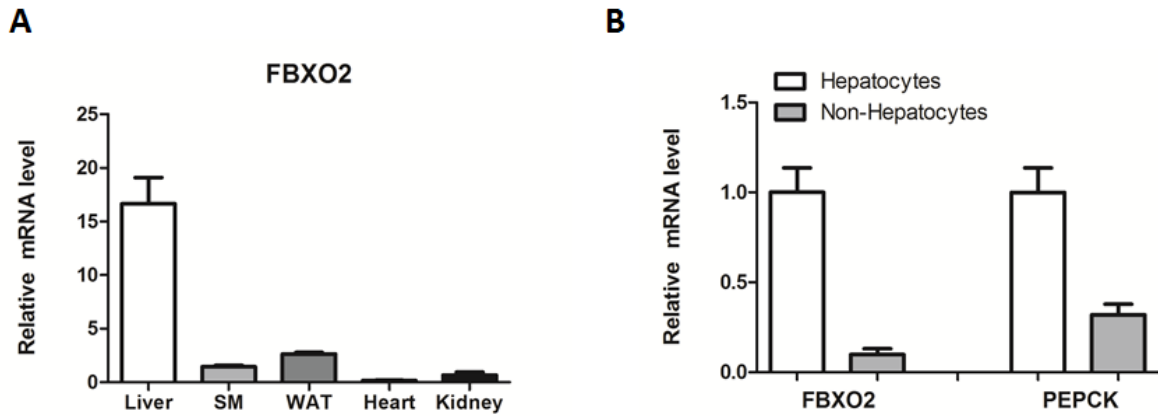 A
FBXO2
Relative mRNA level
25
20
15
10
5
0
Liver SM WAT Heart Kidney
B
Hepatocytes
Non-Hepatocytes
Relative mRNA level
1.5
1.0
0.5
0.0
FBXO2 PEPCK